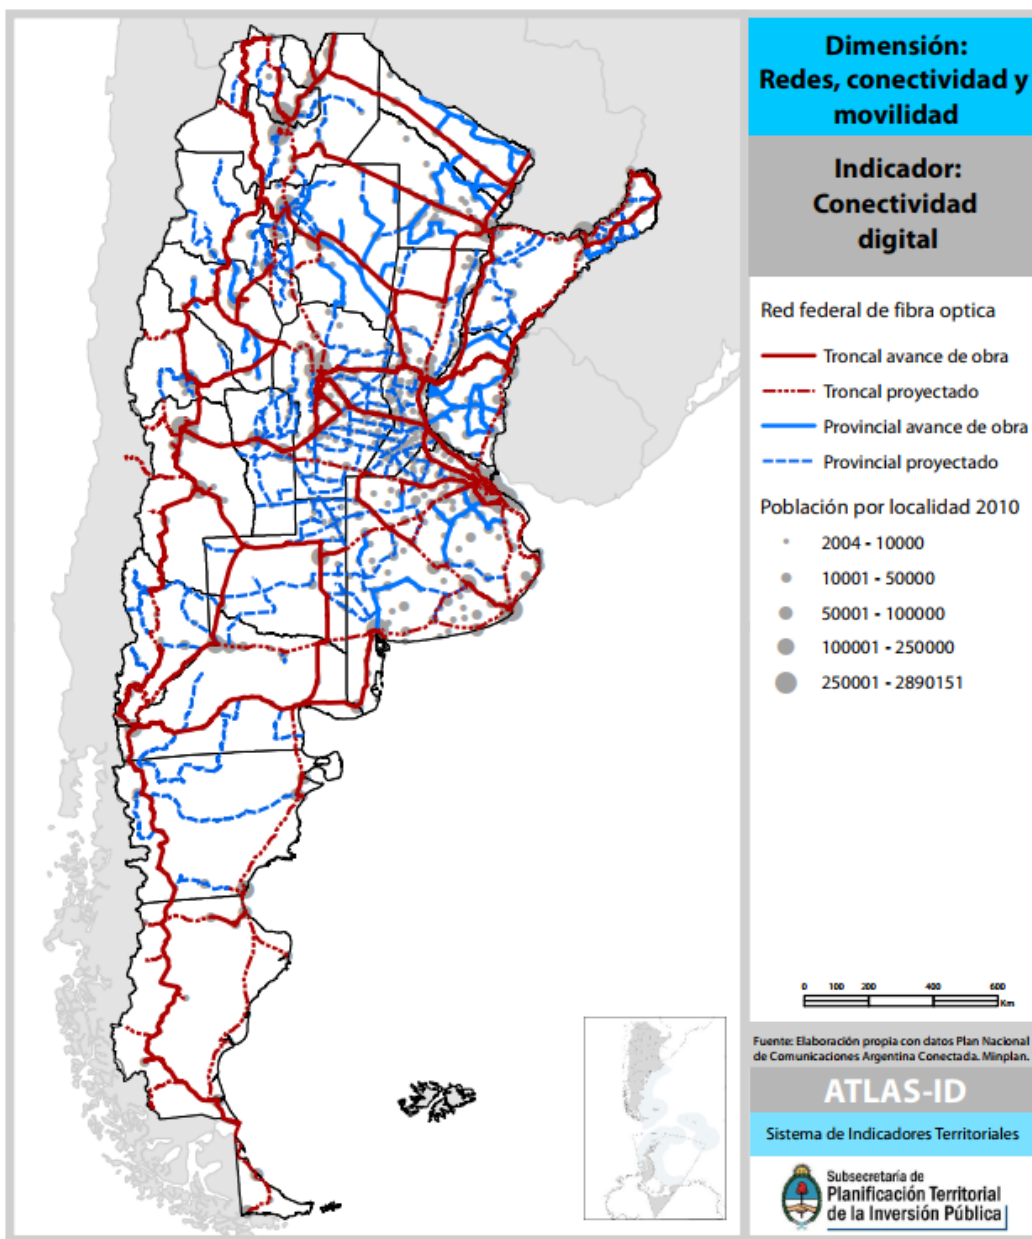 Dimensión:
Redes, conectividad y
movilidad
Indicador:
Conectividad
digital
Red federal de fibra optica
Troncal avance de obra
Troncal proyectado
Provincial avance de obra
Provincial proyectado
Población por localidad 2010
2004 - 10000
10001 - 50000
50001 - 100000
100001 - 250000
250001 - 2890151
0 100 200 400 600
Km
Fuente: Elaboración propia con datos Plan Nacional
de Comunicaciones Argentina Conectada. Minplan.
ATLAS-ID
Sistema de Indicadores Territoriales
Subsecretaría de
Planificación Territorial
de la Inversión Pública